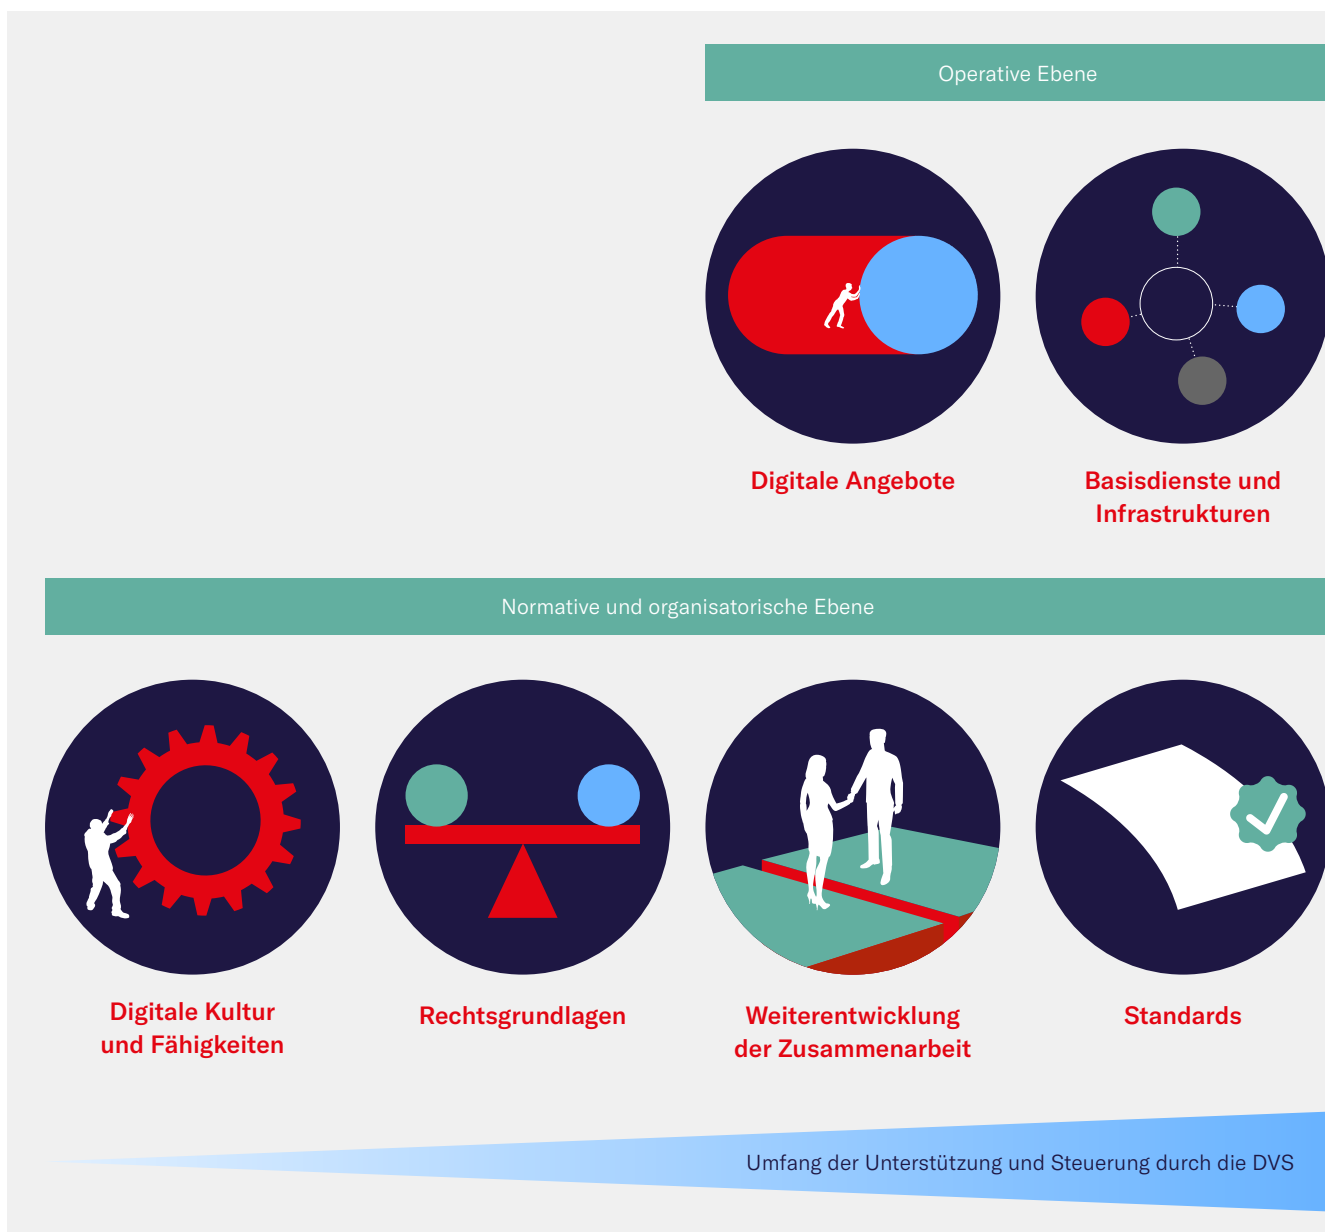 Operative Ebene
Digitale Angebote
Basisdienste und
Infrastrukturen
Normative und organisatorische Ebene
Digitale Kultur
und Fähigkeiten
Rechtsgrundlagen
Weiterentwicklung
der Zusammenarbeit
Standards
Umfang der Unterstützung und Steuerung durch die DVS